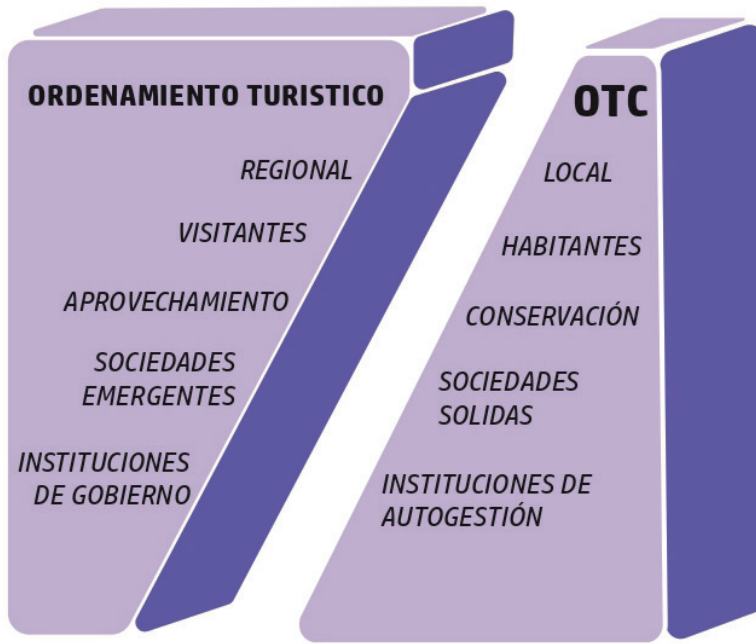 ORDENAMIENTO TURISTICO
REGIONAL
VISITANTES
APROVECHAMIENTO
SOCIEDADES
EMERGENTES
INSTITUCIONES
DE GOBIERNO
OTC
LOCAL
HABITANTES
CONSERVACIÓN
SOCIEDADES
SOLIDAS
INSTITUCIONES DE
AUTOGESTIÓN